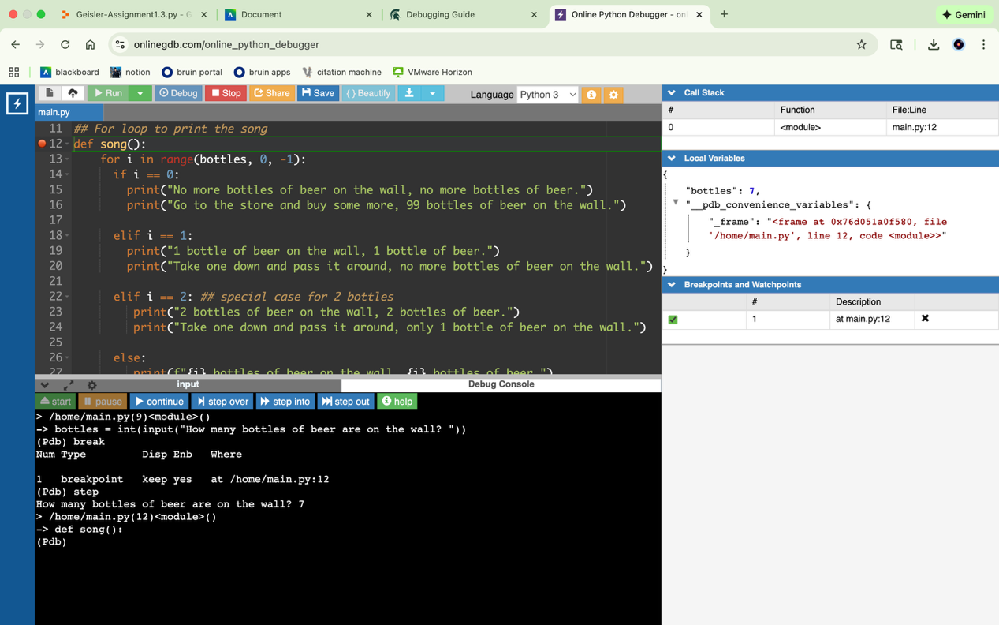 Geisler-Assignment1.3.py - G
Document
Debugging Guide
Online Python Debugger - onl
Gemini
onlinegdb.com/online_python_debugger
blackboard
notion
bruin portal
bruin apps
citation machine
VMware Horizon
Run
Debug
Stop
Share
Save
{ } Beautify
Language Python 3
main.py
11 ## For loop to print the song
12 def song():
13 for i in range(bottles, 0, -1):
14 if i == 0:
15 print("No more bottles of beer on the wall, no more bottles of beer.")
16 print("Go to the store and buy some more, 99 bottles of beer on the wall.")
17
18 elif i == 1:
19 print("1 bottle of beer on the wall, 1 bottle of beer.")
20 print("Take one down and pass it around, no more bottles of beer on the wall.")
21
22 elif i == 2: ## special case for 2 bottles
23 print("2 bottles of beer on the wall, 2 bottles of beer.")
24 print("Take one down and pass it around, only 1 bottle of beer on the wall.")
25
26 else:
27 print(f"{i} bottles of beer on the wall, {i} bottles of beer.")
input
Debug Console
start
pause
continue
step over
step into
step out
help
> /home/main.py(9)<module>()
-> bottles = int(input("How many bottles of beer are on the wall? "))
(Pdb) break
Num Type Disp Enb Where
1 breakpoint keep yes at /home/main.py:12
(Pdb) step
How many bottles of beer are on the wall? 7
> /home/main.py(12)<module>()
-> def song():
(Pdb)
Call Stack
# Function File:Line
0 <module> main.py:12
Local Variables
{
"bottles": 7,
"__pdb_convenience_variables": {
"_frame": "<frame at 0x76d051a0f580, file
'/home/main.py', line 12, code <module>>"
}
}
Breakpoints and Watchpoints
# Description
1 at main.py:12